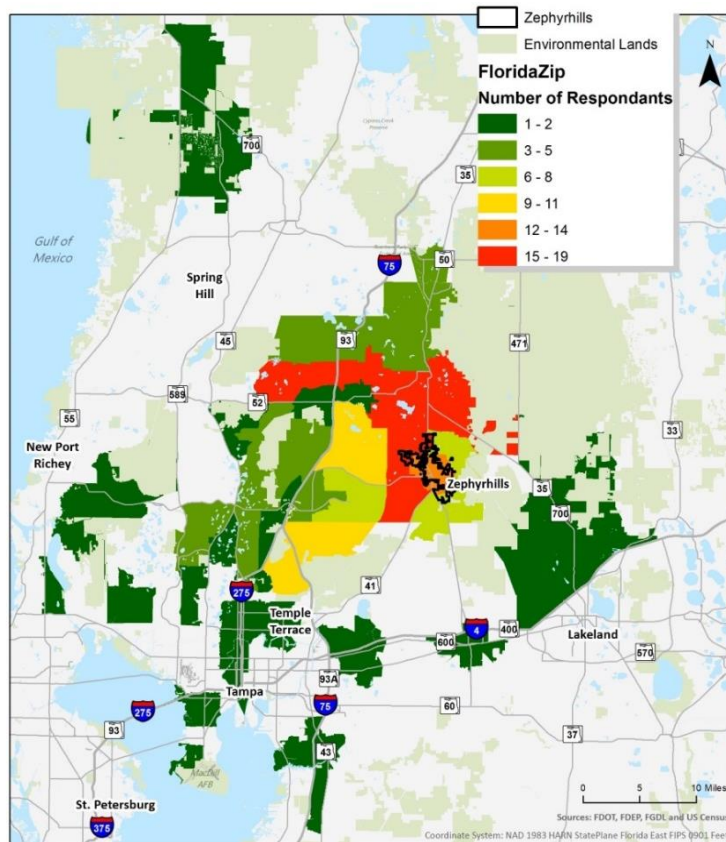 Zephyrhills
Environmental Lands
N
FloridaZip
Number of Respondants
1 - 2
3 - 5
6 - 8
9 - 11
12 - 14
15 - 19
700
35
Gulf of
Mexico
50
75
Spring
Hill
45
93
471
589
52
55
33
New Port
Richey
Zephyrhills
35
700
275
41
Temple
Terrace
4
400
600
Lakeland
570
93A
Tampa
275
75
60
93
43
37
MacDill
AFB
0 5 10 Miles
St. Petersburg
375
Sources: FDOT, FDEP, FGDL and US Census
Coordinate System: NAD 1983 HARN StatePlane Florida East FIPS 0901 Feet